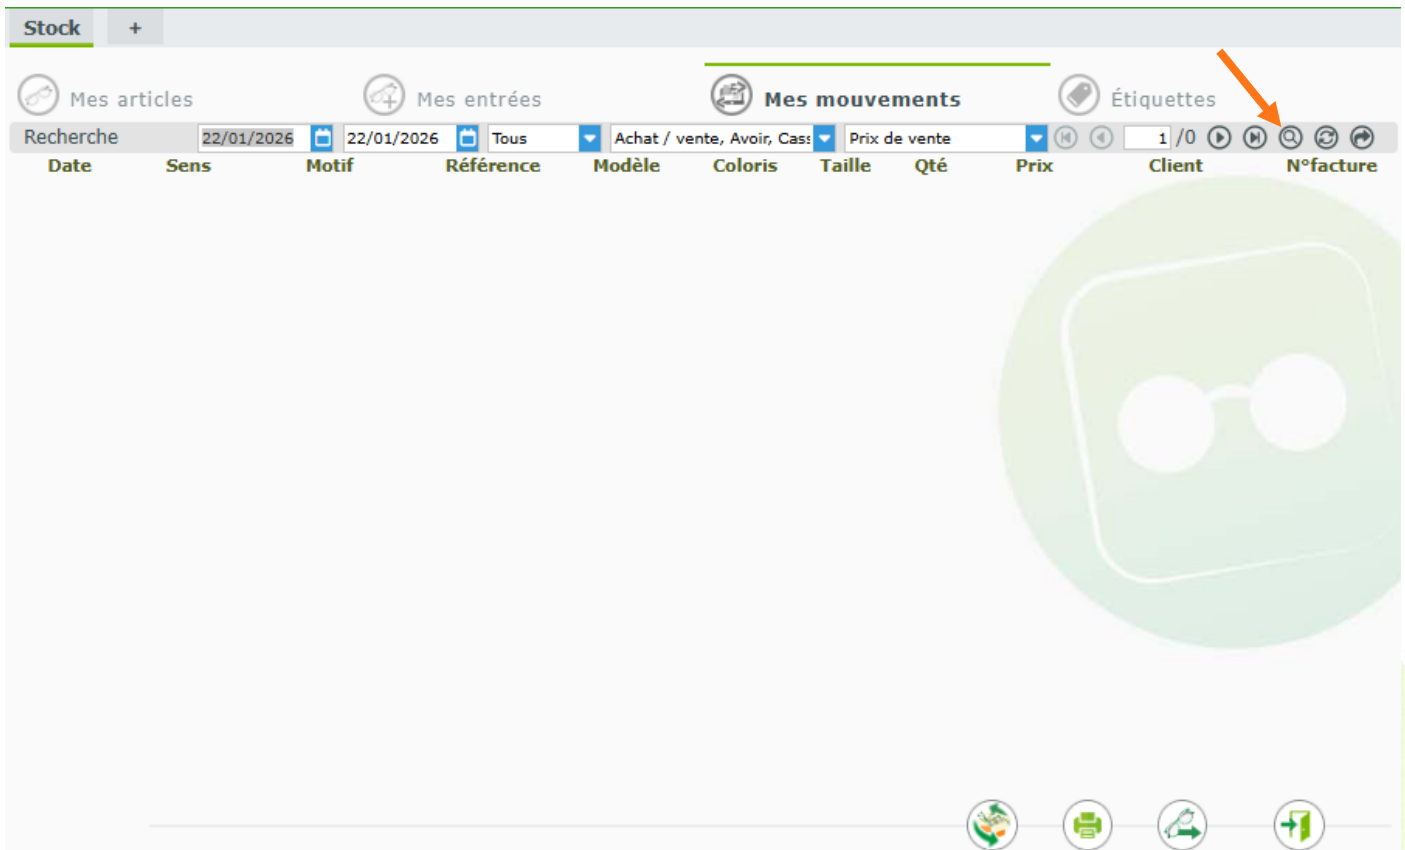 Stock +
Mes articles Mes entrées Mes mouvements Étiquettes
Recherche 22/01/2026 22/01/2026 Tous Achat / vente, Avoir, Cass Prix de vente 1 /0
Date Sens Motif Référence Modèle Coloris Taille Qté Prix Client N°facture